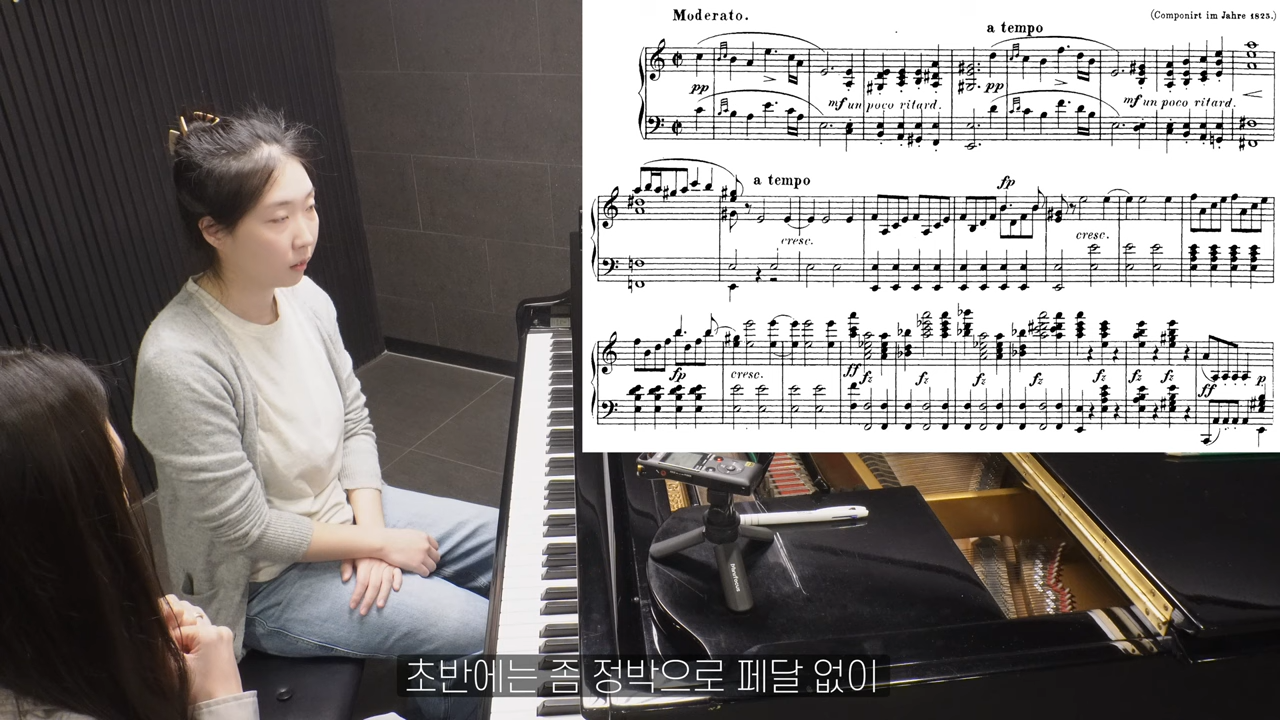 Moderato.
(Componirt im Jahre 1825.)
a tempo
pp
mf un poco ritard.
pp
mf un poco ritard.
a tempo
fp
cresc.
cresc.
fp
cresc.
ff
fz
fz
fz
fz
fz
fz
ff
p
초반에는 좀 정박으로 페달 없이